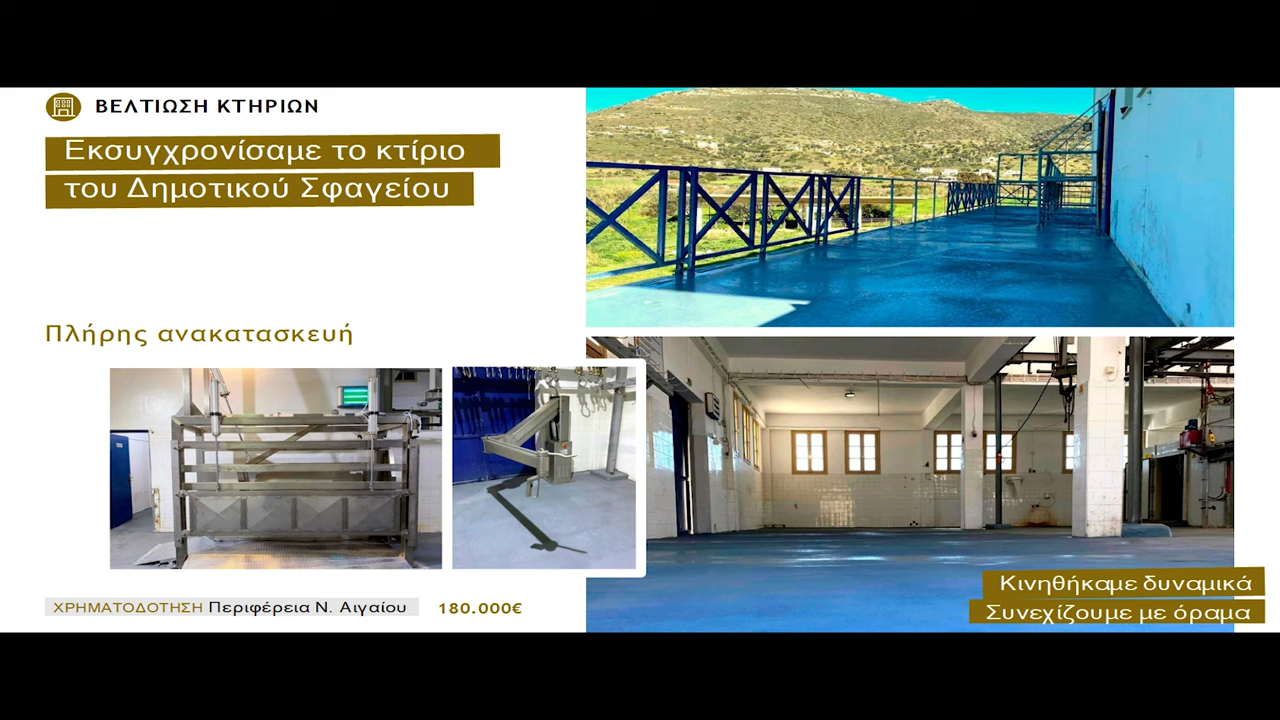 ΒΕΛΤΙΩΣΗ ΚΤΗΡΙΩΝ
Εκσυγχρονίσαμε το κτίριο
του Δημοτικού Σφαγείου
Πλήρης ανακατασκευή
ΧΡΗΜΑΤΟΔΟΤΗΣΗ Περιφέρεια Ν. Αιγαίου 180.000€
Κινηθήκαμε δυναμικά
Συνεχίζουμε με όραμα